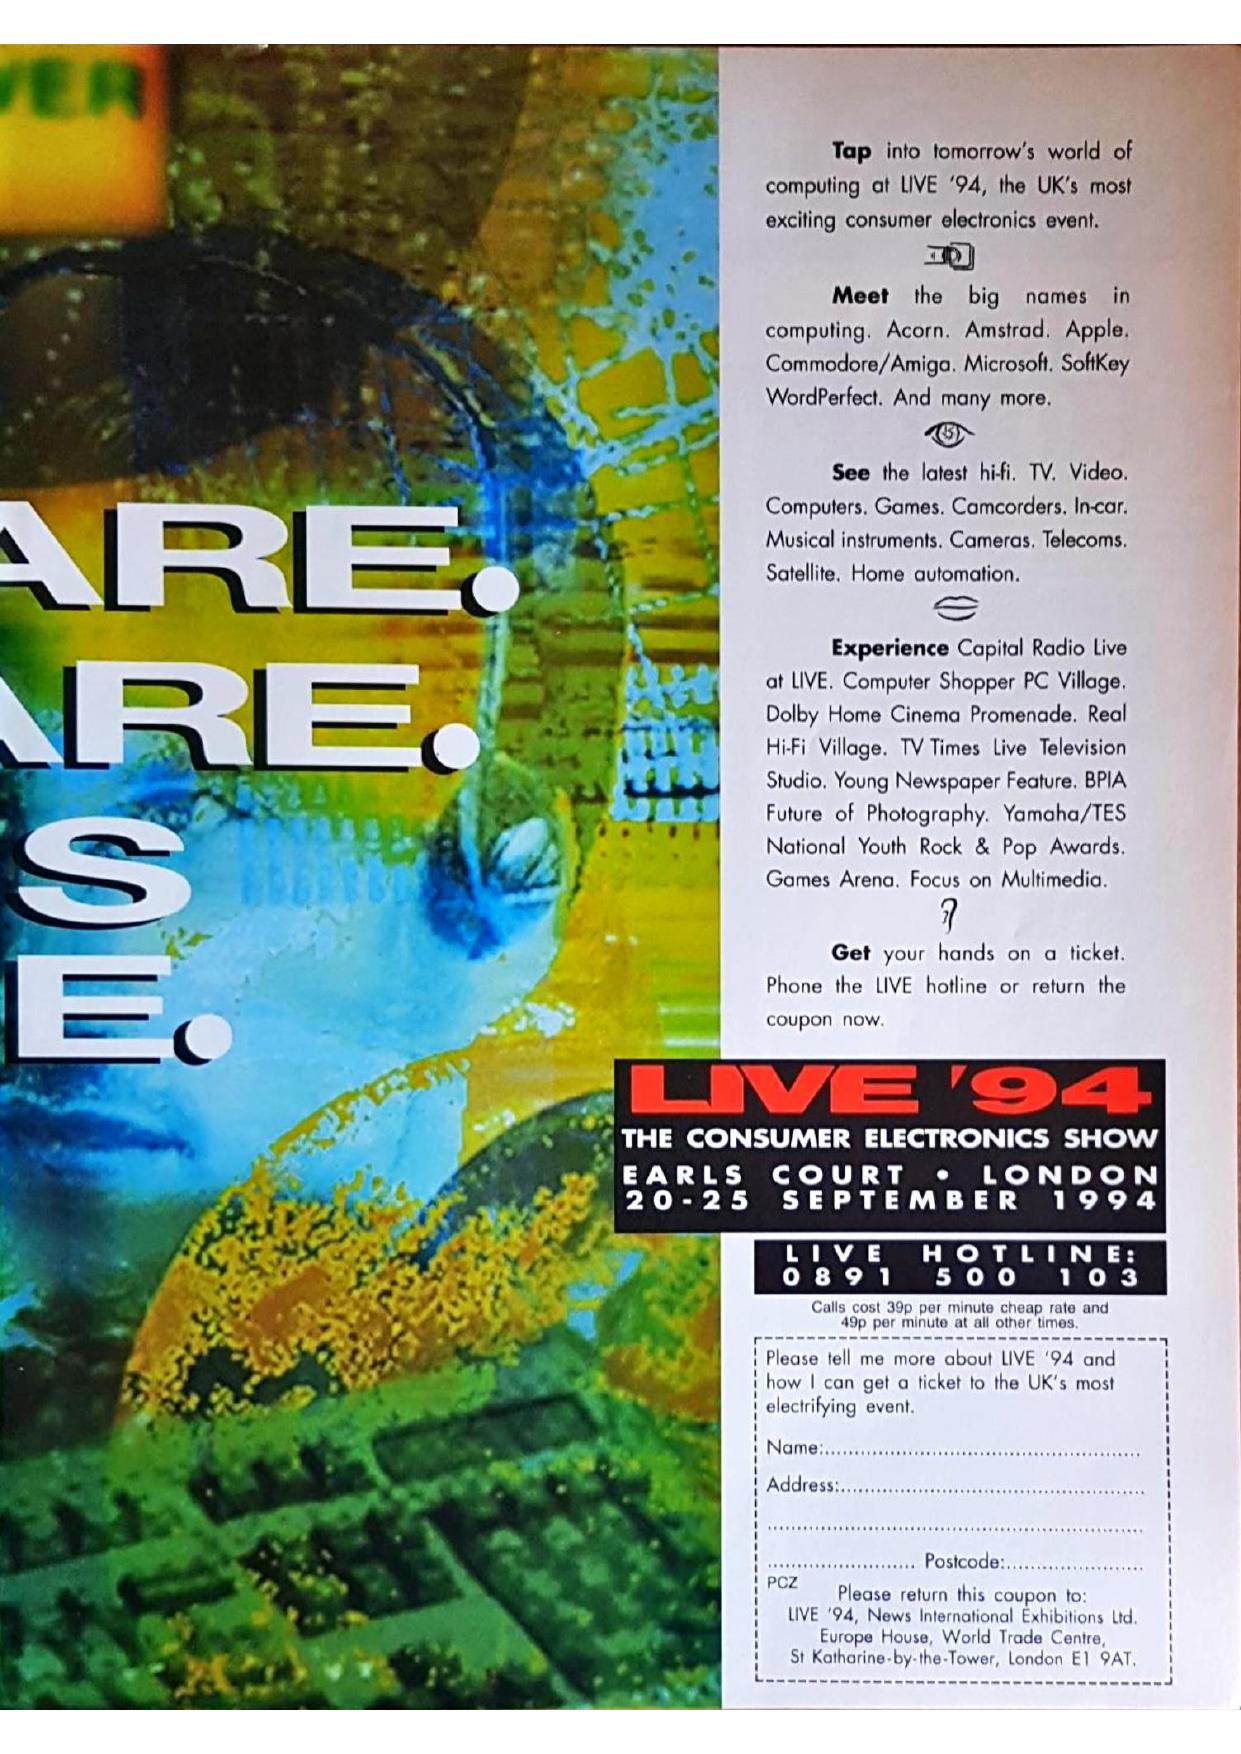 VER
ARE.
ARE.
S
E.
Tap into tomorrow's world of
computing at LIVE '94, the UK's most
exciting consumer electronics event.
Meet the big names in
computing. Acorn. Amstrad. Apple.
Commodore/Amiga. Microsoft. SoftKey
WordPerfect. And many more.
See the latest hi-fi. TV. Video.
Computers. Games. Camcorders. In-car.
Musical instruments. Cameras. Telecoms.
Satellite. Home automation.
Experience Capital Radio Live
at LIVE. Computer Shopper PC Village.
Dolby Home Cinema Promenade. Real
Hi-Fi Village. TV Times Live Television
Studio. Young Newspaper Feature. BPIA
Future of Photography. Yamaha/TES
National Youth Rock & Pop Awards.
Games Arena. Focus on Multimedia.
Get your hands on a ticket.
Phone the LIVE hotline or return the
coupon now.
LIVE '94
THE CONSUMER ELECTRONICS SHOW
EARLS COURT • LONDON
20-25 SEPTEMBER 1994
LIVE HOTLINE:
0891 500 103
Calls cost 39p per minute cheap rate and
49p per minute at all other times.
Please tell me more about LIVE '94 and
how I can get a ticket to the UK's most
electrifying event.
Name:
Address:
Postcode:
PCZ
Please return this coupon to:
LIVE '94, News International Exhibitions Ltd.
Europe House, World Trade Centre,
St Katharine-by-the-Tower, London E1 9AT.